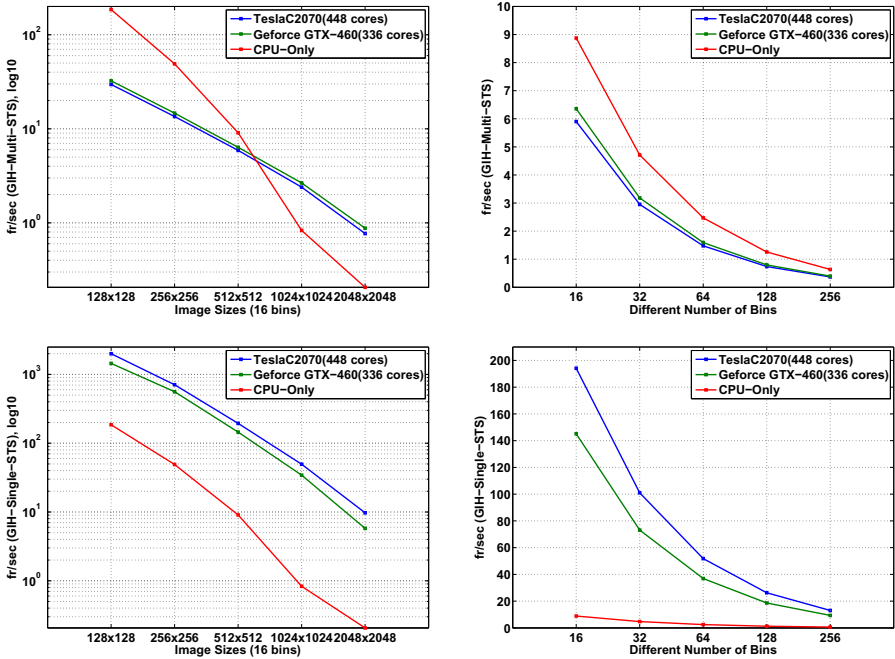 TeslaC2070(448 cores)
Geforce GTX−460(336 cores)
CPU−Only
10^2
10^1
10^0
fr/sec (GIH−Multi−STS), log10
128x128 256x256 512x512 1024x1024 2048x2048
Image Sizes (16 bins)
TeslaC2070(448 cores)
Geforce GTX−460(336 cores)
CPU−Only
10
9
8
7
6
5
4
3
2
1
0
fr/sec (GIH−Multi−STS)
16 32 64 128 256
Different Number of Bins
TeslaC2070(448 cores)
Geforce GTX−460(336 cores)
CPU−Only
10^3
10^2
10^1
10^0
fr/sec (GIH−Single−STS), log10
128x128 256x256 512x512 1024x1024 2048x2048
Image Sizes (16 bins)
TeslaC2070(448 cores)
Geforce GTX−460(336 cores)
CPU−Only
200
180
160
140
120
100
80
60
40
20
0
fr/sec (GIH−Single−STS)
16 32 64 128 256
Different Number of Bins